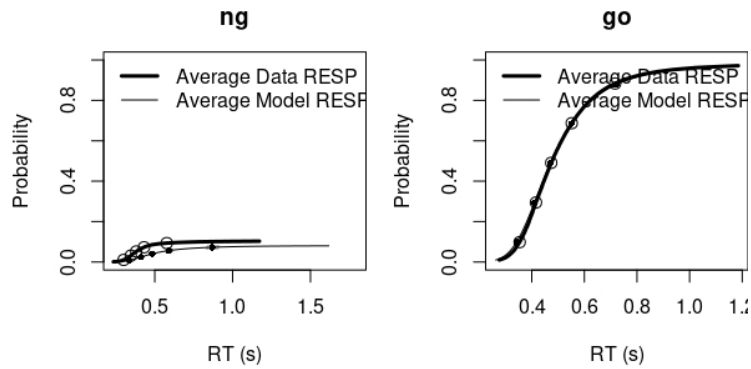 ng
Average Data RESP
Average Model RESP
Probability
0.0
0.4
0.8
0.5
1.0
1.5
RT (s)
go
Average Data RESP
Average Model RESP
Probability
0.0
0.4
0.8
0.4
0.6
0.8
1.0
1.2
RT (s)